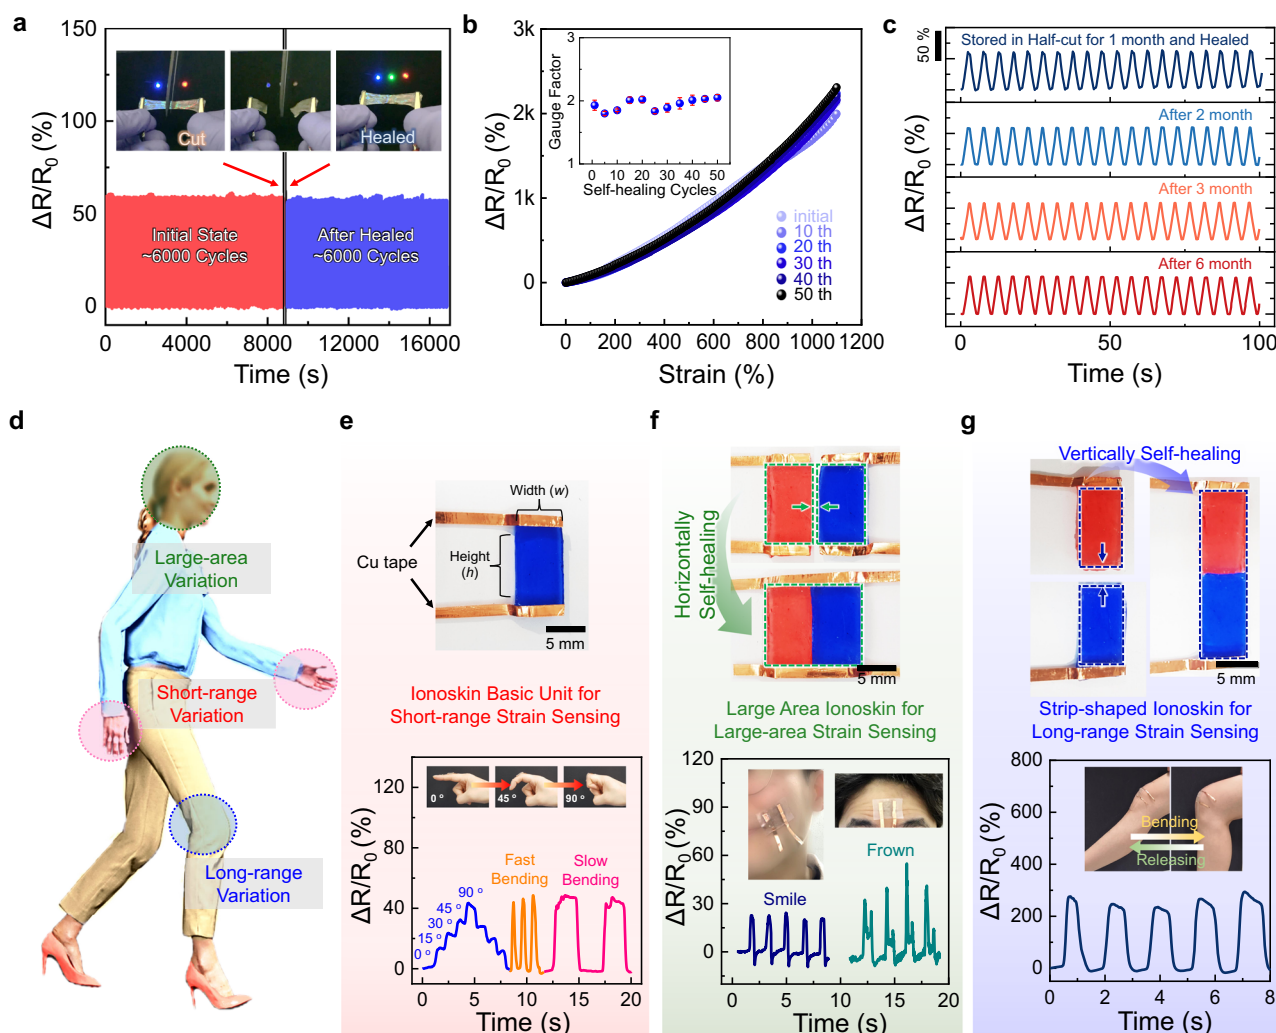 a
150
100
50
0
ΔR/R0 (%)
Cut
Healed
Initial State
~6000 Cycles
After Healed
~6000 Cycles
0
4000
8000
12000
16000
Time (s)
b
3k
2k
1k
0
ΔR/R0 (%)
3
2
1
Gauge Factor
0
10
20
30
40
50
Self-healing Cycles
initial
10 th
20 th
30 th
40 th
50 th
0
200
400
600
800
1000
1200
Strain (%)
c
50 %
ΔR/R0 (%)
Stored in Half-cut for 1 month and Healed
After 2 month
After 3 month
After 6 month
0
50
100
Time (s)
d
Large-area
Variation
Short-range
Variation
Long-range
Variation
e
Width (w)
Cu tape
Height
(h)
5 mm
Ionoskin Basic Unit for
Short-range Strain Sensing
120
80
40
0
ΔR/R0 (%)
0 º
45 º
90 º
90 º
45 º
30 º
15 º
0 º
Fast
Bending
Slow
Bending
0
5
10
15
20
Time (s)
f
Horizontally
Self-healing
5 mm
Large Area Ionoskin for
Large-area Strain Sensing
120
90
60
30
0
ΔR/R0 (%)
Smile
Frown
0
5
10
15
20
Time (s)
g
Vertically Self-healing
5 mm
Strip-shaped Ionoskin for
Long-range Strain Sensing
800
600
400
200
0
ΔR/R0 (%)
Bending
Releasing
0
2
4
6
8
Time (s)